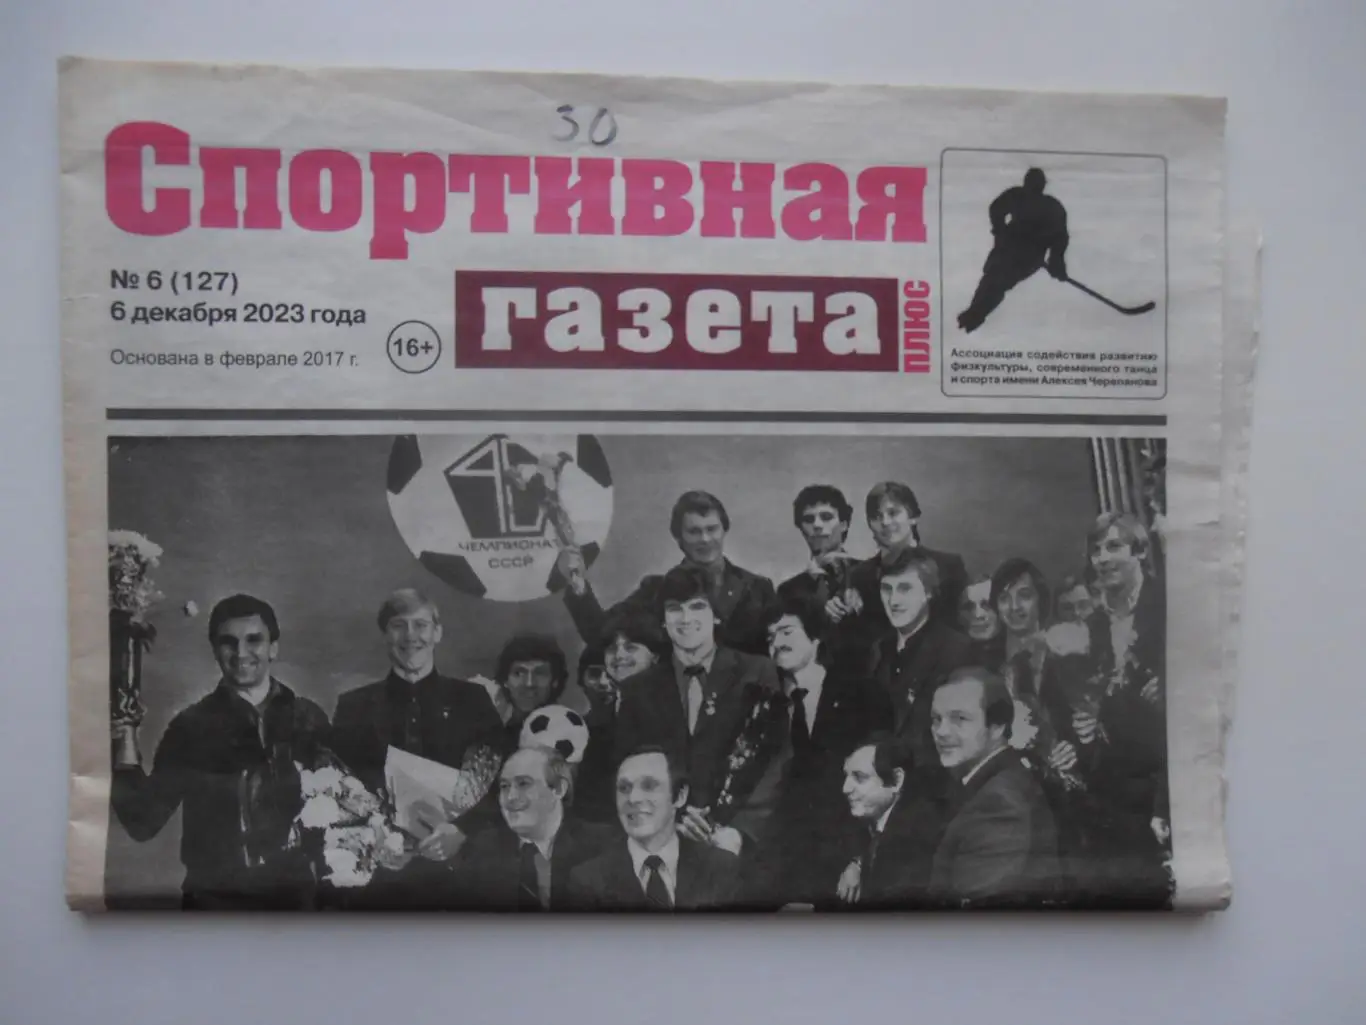 30
Спортивная
газета
плюс
№ 6 (127)
6 декабря 2023 года
Основана в феврале 2017 г.
16+
Ассоциация содействия развитию
физкультуры, современного танца
и спорта имени Алексея Черепанова
ЧЕМПИОНАТ
СССР